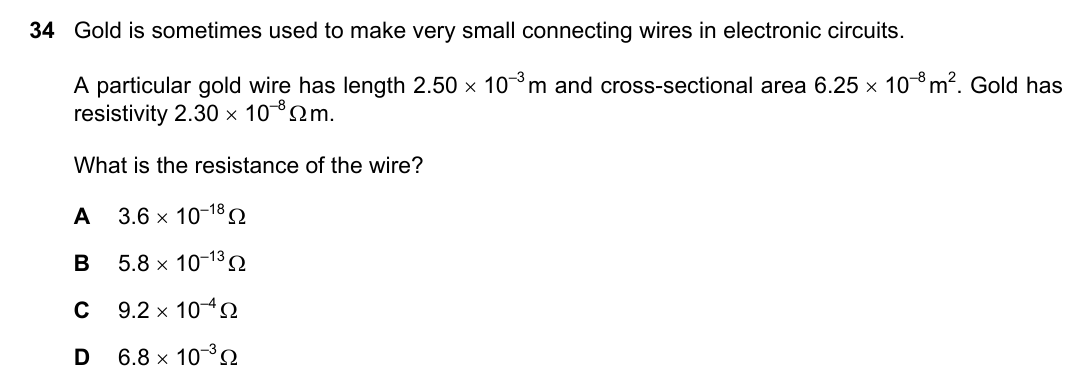 34 Gold is sometimes used to make very small connecting wires in electronic circuits.
A particular gold wire has length 2.50 × 10⁻³ m and cross-sectional area 6.25 × 10⁻⁸ m². Gold has
resistivity 2.30 × 10⁻⁸ Ω m.
What is the resistance of the wire?
A 3.6 × 10⁻¹⁸ Ω
B 5.8 × 10⁻¹³ Ω
C 9.2 × 10⁻⁴ Ω
D 6.8 × 10⁻³ Ω